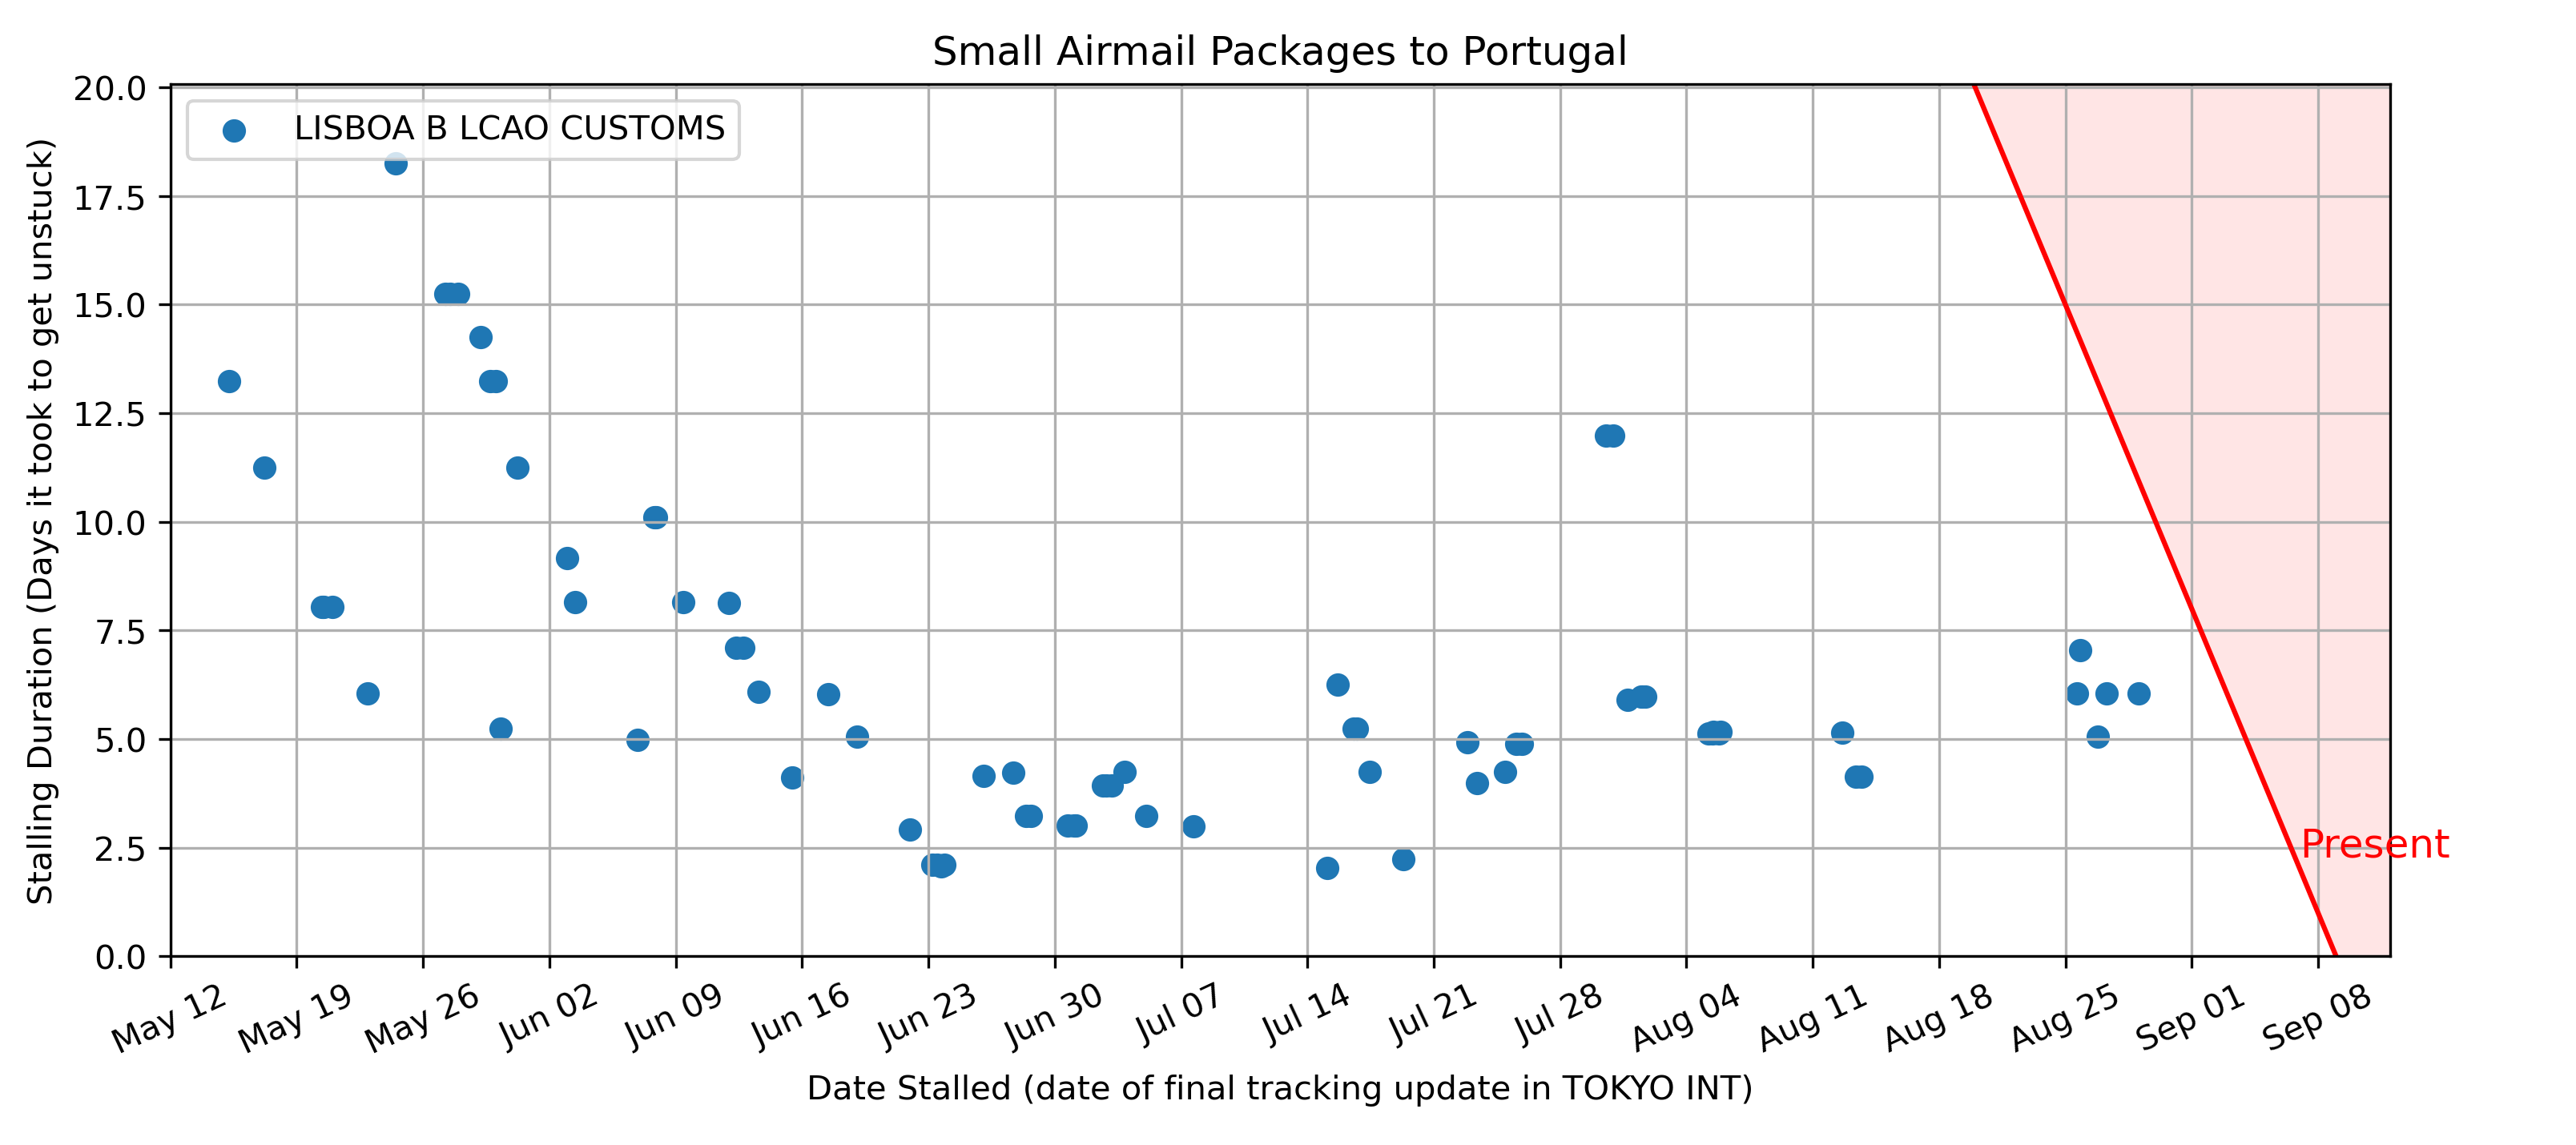 Small Airmail Packages to Portugal
LISBOA B LCAO CUSTOMS
Stalling Duration (Days it took to get unstuck)
20.0
17.5
15.0
12.5
10.0
7.5
5.0
2.5
0.0
Present
May 12
May 19
May 26
Jun 02
Jun 09
Jun 16
Jun 23
Jun 30
Jul 07
Jul 14
Jul 21
Jul 28
Aug 04
Aug 11
Aug 18
Aug 25
Sep 01
Sep 08
Date Stalled (date of final tracking update in TOKYO INT)